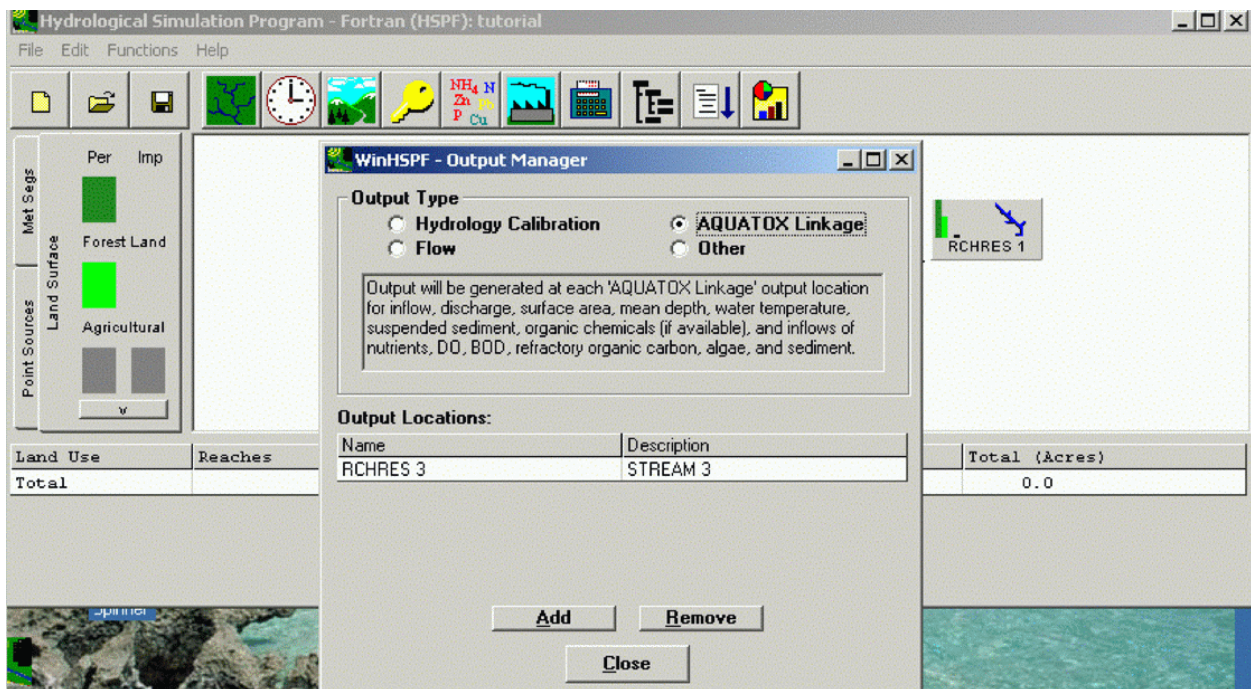 Hydrological Simulation Program - Fortran (HSPF): tutorial
File Edit Functions Help
NH4 N
Zn Pb
P Cu
Met Segs
Land Surface
Point Sources
Per Imp
Forest Land
Agricultural
RCHRES 1
WinHSPF - Output Manager
Output Type
Hydrology Calibration
AQUATOX Linkage
Flow
Other
Output will be generated at each 'AQUATOX Linkage' output location
for inflow, discharge, surface area, mean depth, water temperature,
suspended sediment, organic chemicals (if available), and inflows of
nutrients, DO, BOD, refractory organic carbon, algae, and sediment.
Output Locations:
Name Description
RCHRES 3 STREAM 3
Land Use Reaches Total (Acres)
Total 0.0
Add Remove
Close
Spinner